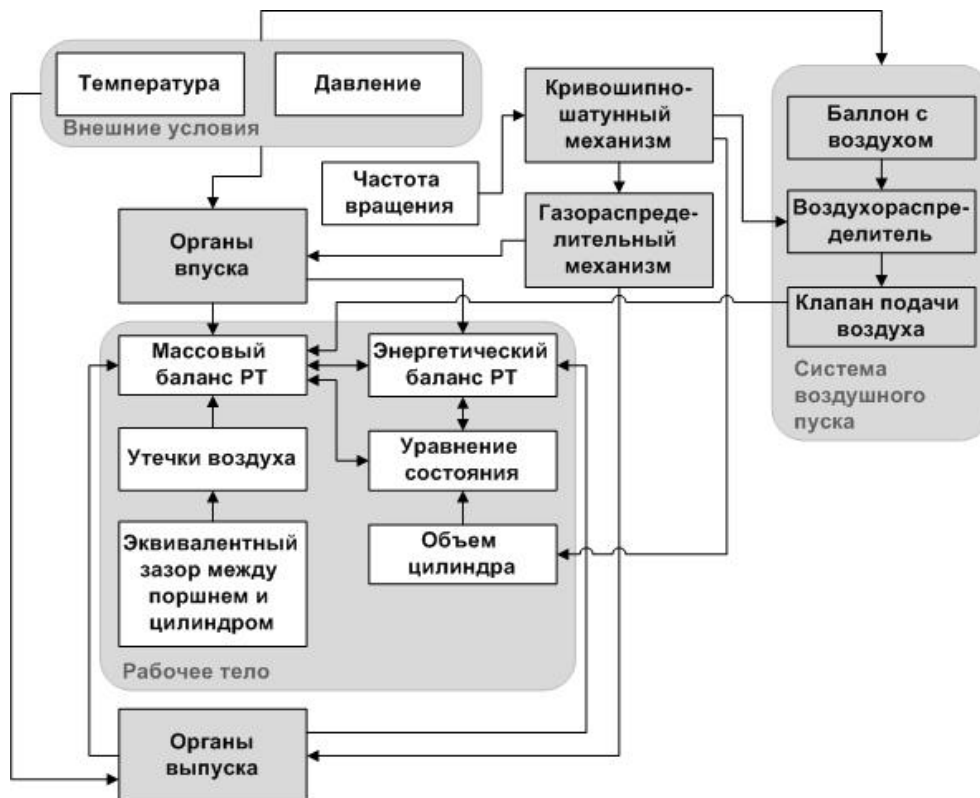 Температура
Давление
Внешние условия
Кривошипно-
шатунный
механизм
Баллон с
воздухом
Частота
вращения
Газораспреде-
лительный
механизм
Воздухораспре-
делитель
Органы
впуска
Клапан подачи
воздуха
Система
воздушного
пуска
Массовый
баланс РТ
Энергетический
баланс РТ
Утечки воздуха
Уравнение
состояния
Эквивалентный
зазор между
поршнем и
цилиндром
Объем
цилиндра
Рабочее тело
Органы
выпуска